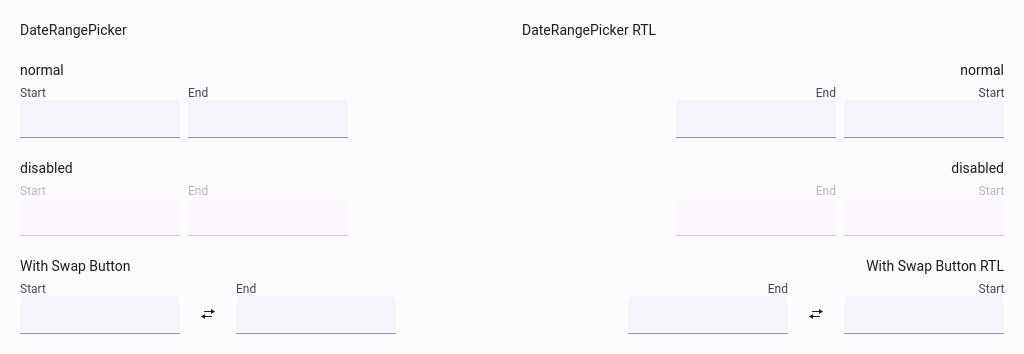 DateRangePicker
normal
Start End
disabled
Start End
With Swap Button
Start End
DateRangePicker RTL
normal
End Start
disabled
End Start
With Swap Button RTL
End Start